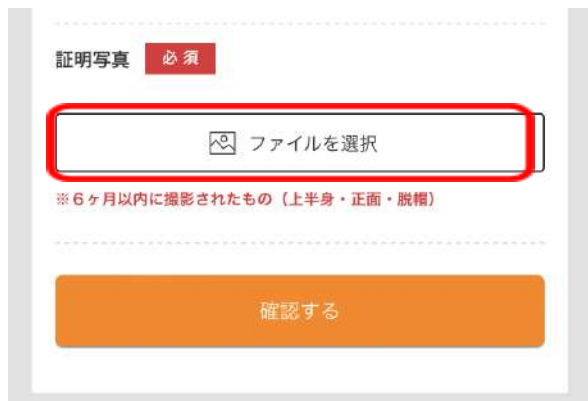 証明写真 必須
ファイルを選択
※6ヶ月以内に撮影されたもの（上半身・正面・脱帽）
確認する